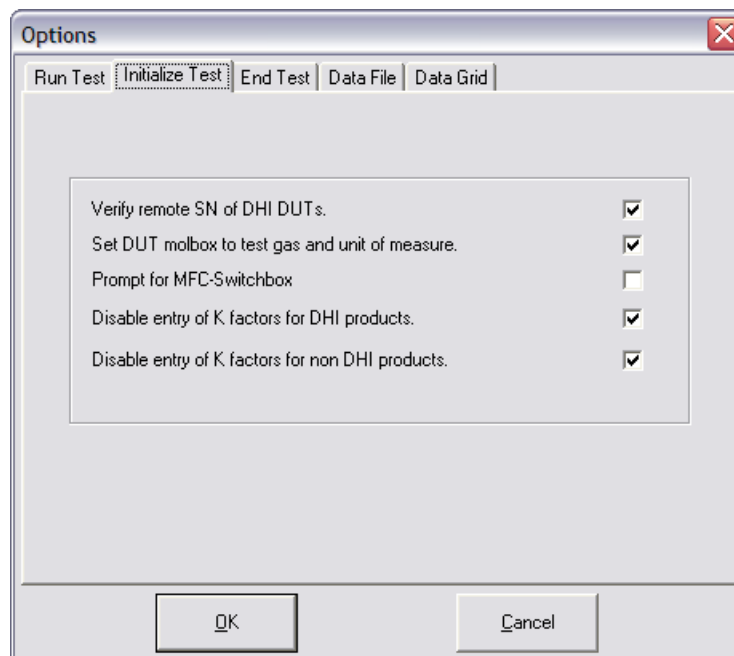 Options
Run Test Initialize Test End Test Data File Data Grid
Verify remote SN of DHI DUTs.
Set DUT molbox to test gas and unit of measure.
Prompt for MFC-Switchbox
Disable entry of K factors for DHI products.
Disable entry of K factors for non DHI products.
OK Cancel